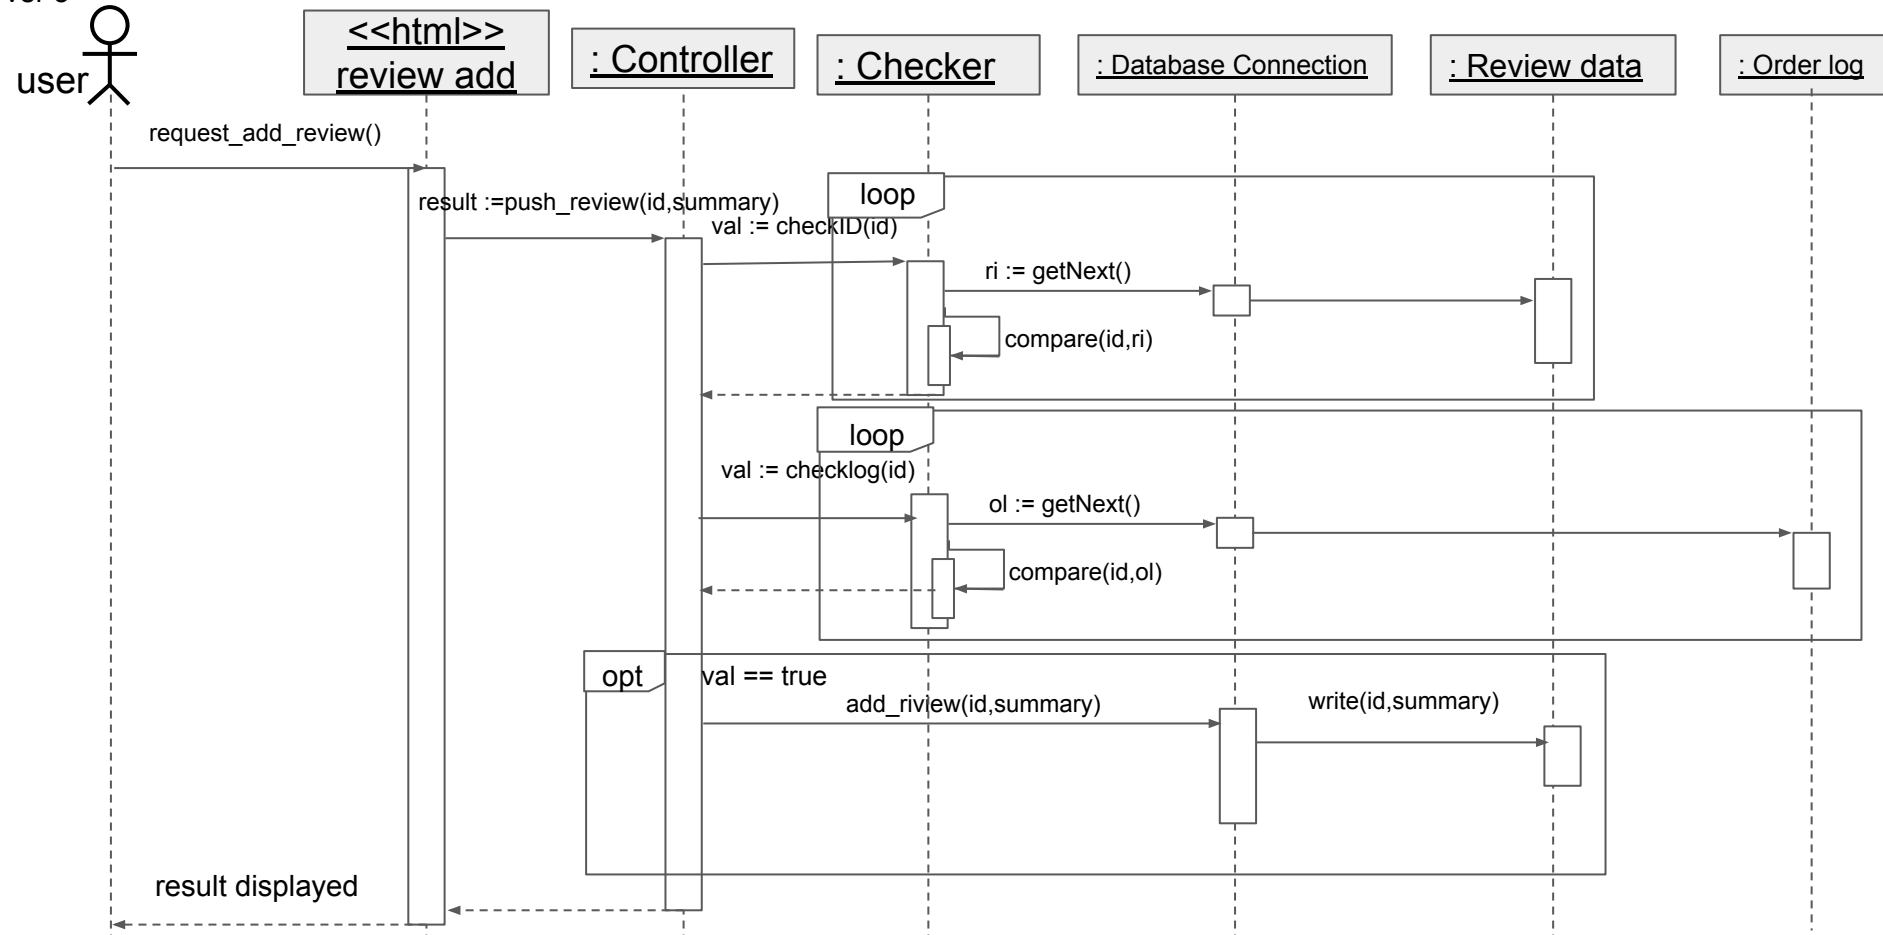 user
<<html>>
review add
: Controller
: Checker
: Database Connection
: Review data
: Order log
request_add_review()
result :=push_review(id,summary)
val := checkID(id)
loop
ri := getNext()
compare(id,ri)
loop
val := checklog(id)
ol := getNext()
compare(id,ol)
opt
val == true
add_riview(id,summary)
write(id,summary)
result displayed